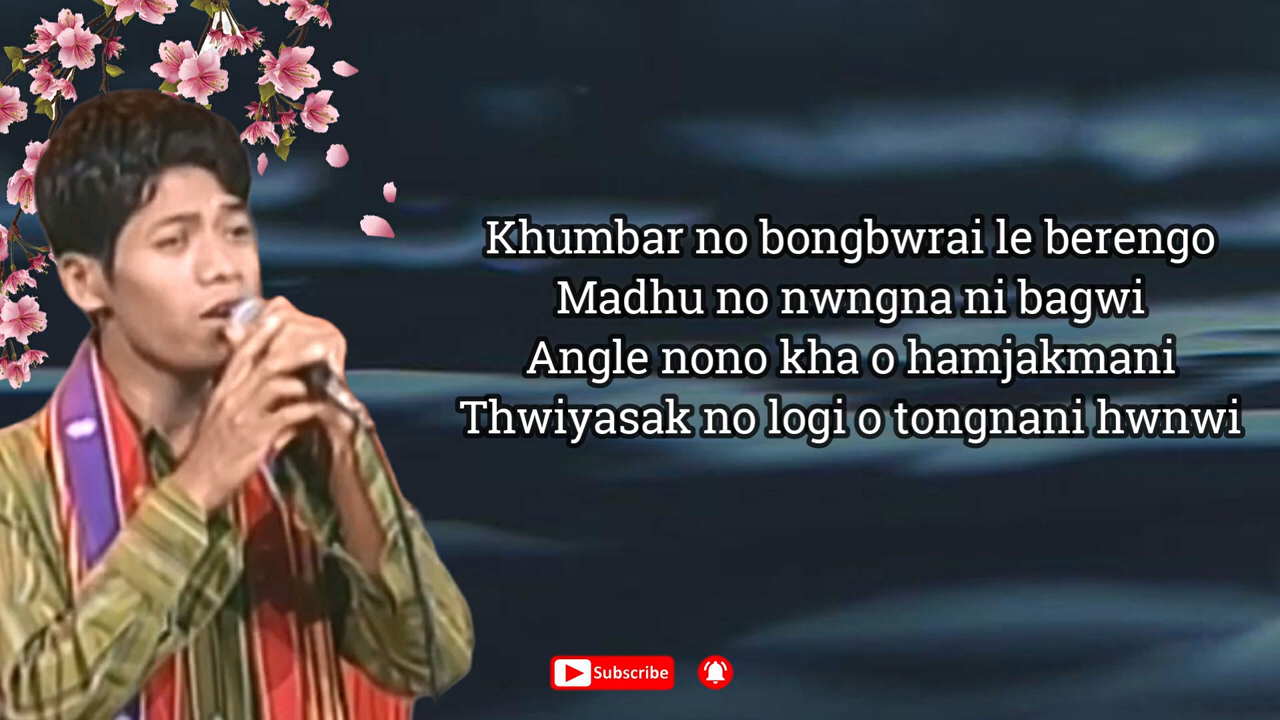 Khumbar no bongbwrai le berengo
Madhu no nwngna ni bagwi
Angle nono kha o hamjakmani
Thwiyasak no logi o tongnani hwnwi
Subscribe